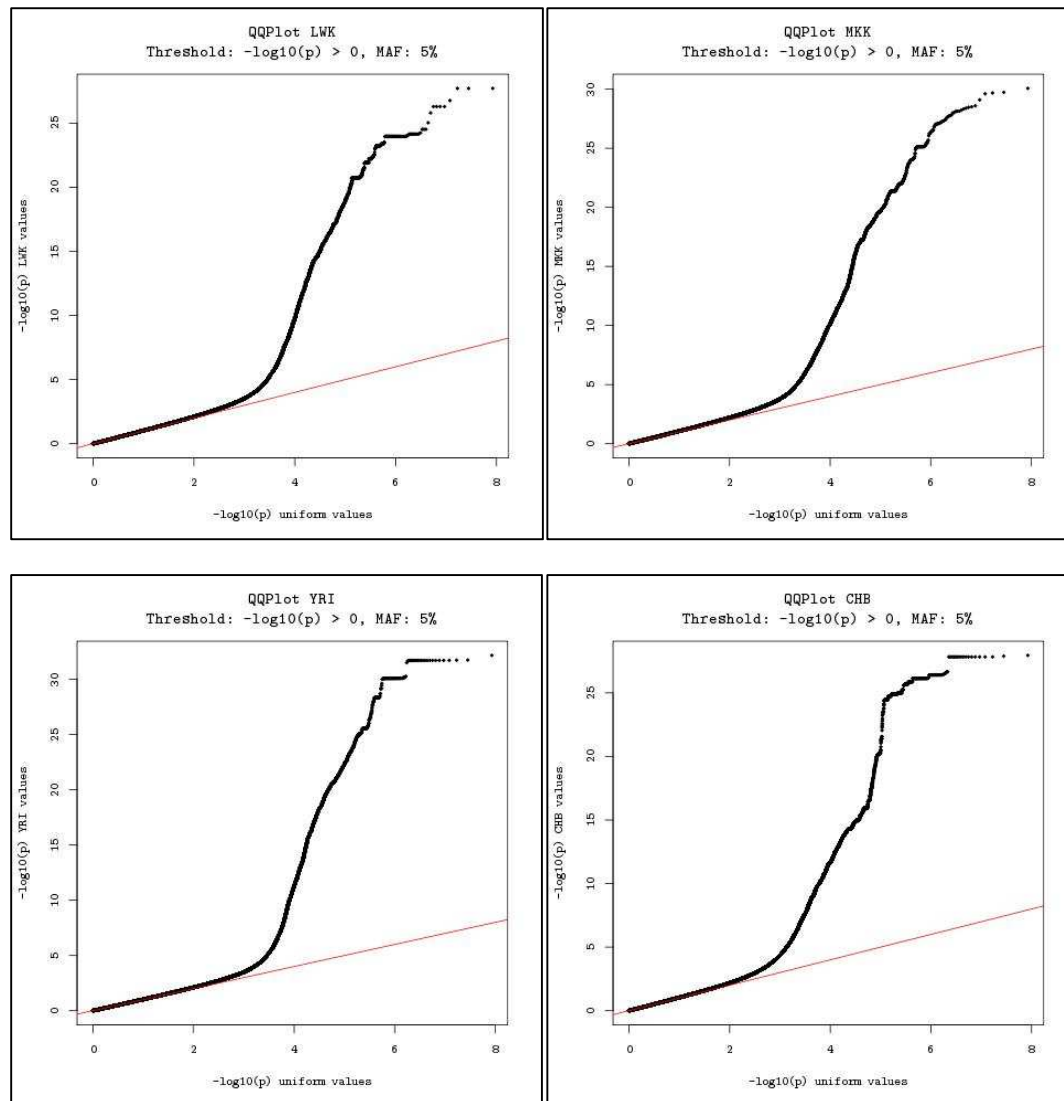 QQPlot LWK
Threshold: -log10(p) > 0, MAF: 5%
-log10(p) LWK values
25
20
15
10
5
0
0 2 4 6 8
-log10(p) uniform values
QQPlot MKK
Threshold: -log10(p) > 0, MAF: 5%
-log10(p) MKK values
30
25
20
15
10
5
0
0 2 4 6 8
-log10(p) uniform values
QQPlot YRI
Threshold: -log10(p) > 0, MAF: 5%
-log10(p) YRI values
30
25
20
15
10
5
0
0 2 4 6 8
-log10(p) uniform values
QQPlot CHB
Threshold: -log10(p) > 0, MAF: 5%
-log10(p) CHB values
25
20
15
10
5
0
0 2 4 6 8
-log10(p) uniform values